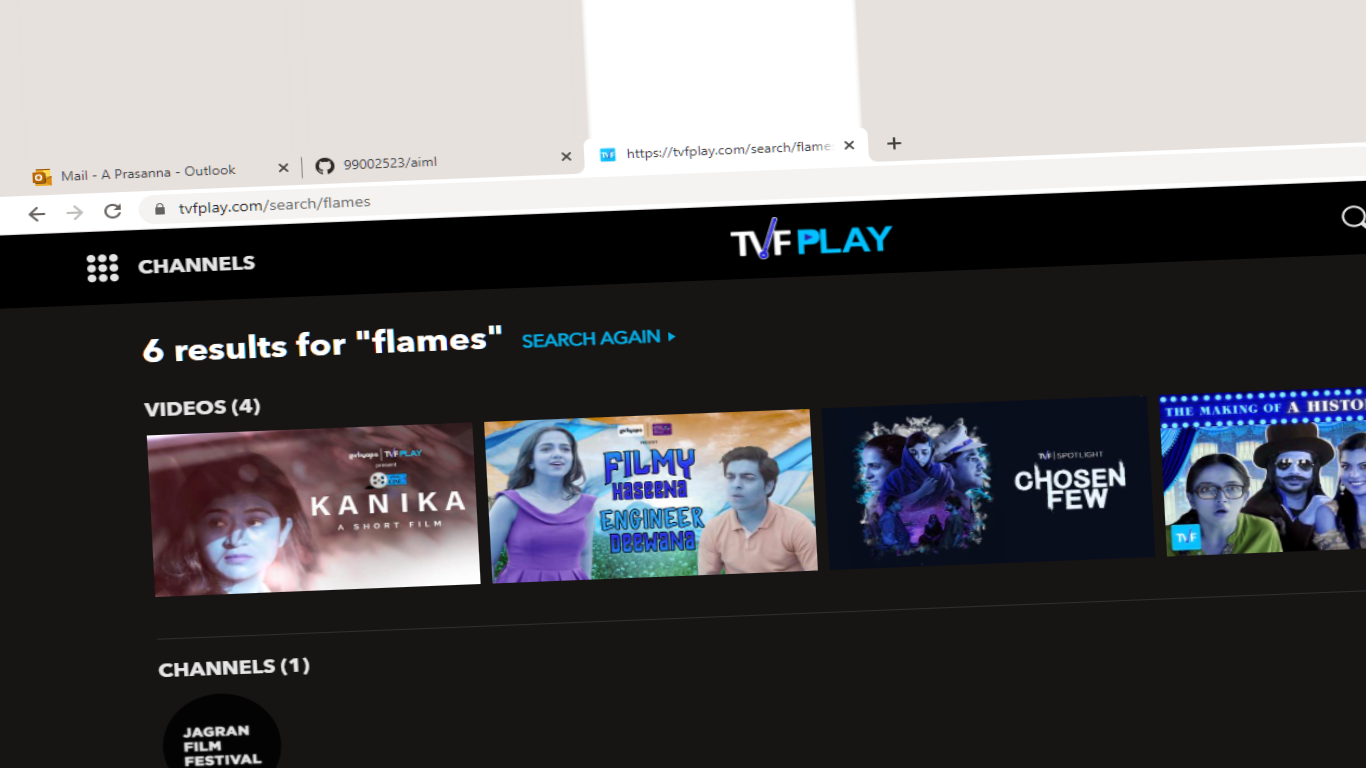 Mail - A Prasanna - Outlook
99002523/aiml
https://tvfplay.com/search/flame
tvfplay.com/search/flames
CHANNELS
TVF PLAY
6 results for "flames"
SEARCH AGAIN
VIDEOS (4)
girliyapa | TVF PLAY
present
KANIKA
A SHORT FILM
girliyapa
PRESENT
FILMY
HASEENA
ENGINEER
DEEWANA
TVF | SPOTLIGHT
CHOSEN
FEW
THE MAKING OF A HISTO
TVF
CHANNELS (1)
JAGRAN
FILM
FESTIVAL